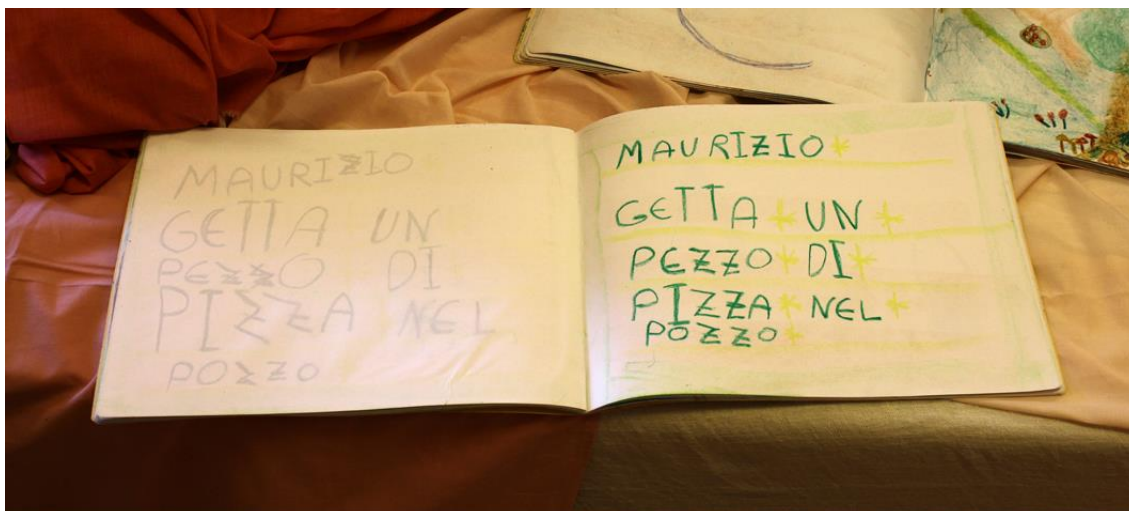 MAURIZIO
GETTA UN
PEZZO DI
PIZZA NEL
POZZO
MAURIZIO
GETTA UN
PEZZO DI
PIZZA NEL
POZZO